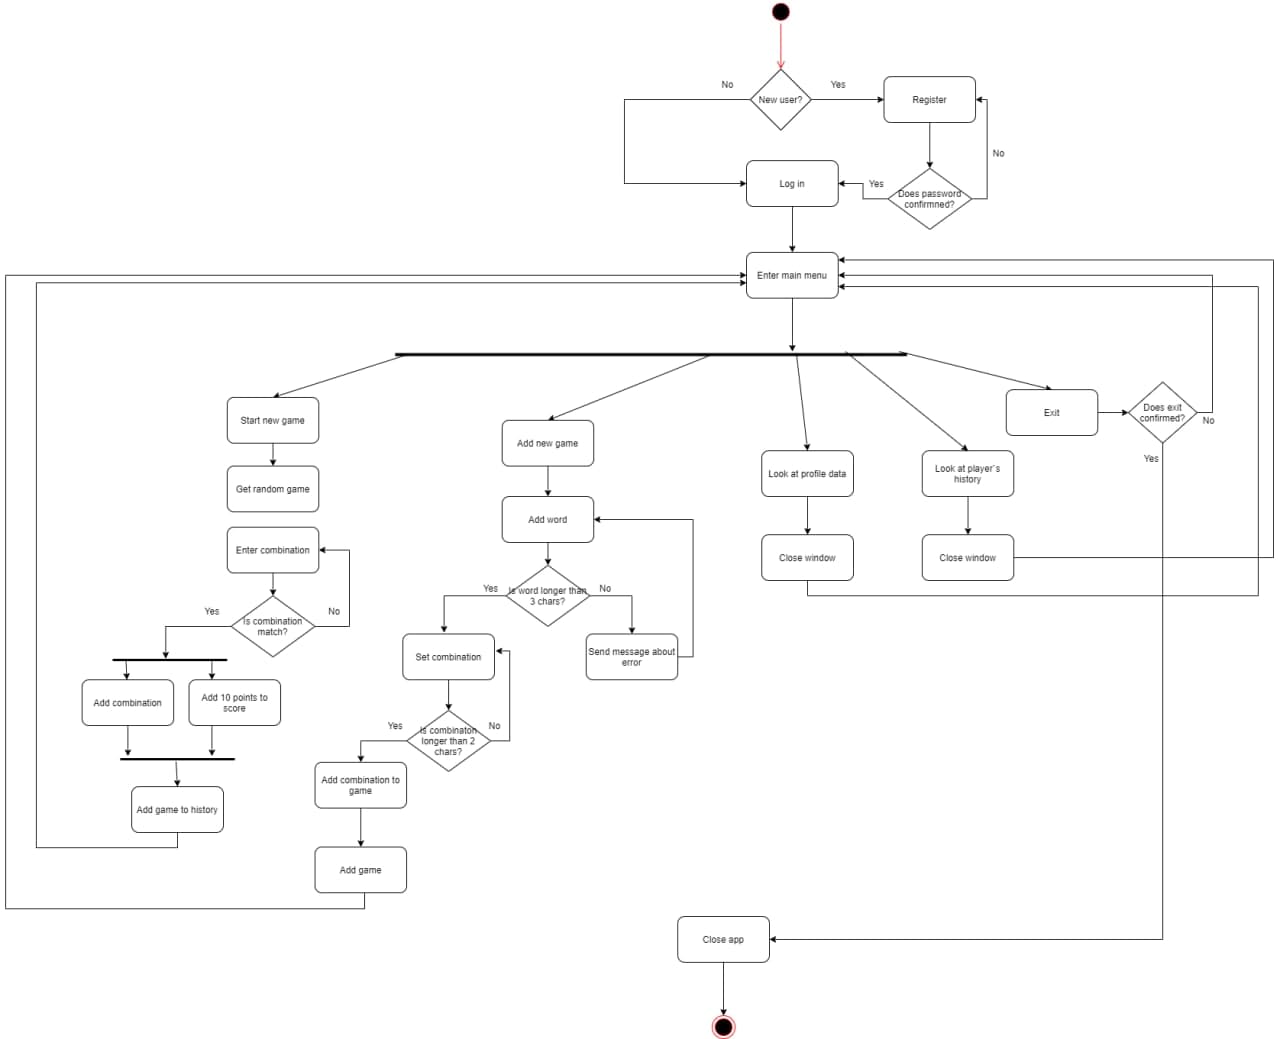 No
Yes
New user?
Register
No
Log in
Yes
Does password
confirmned?
Enter main menu
Start new game
Add new game
Exit
Does exit
confirmed?
No
Yes
Get random game
Add word
Look at profile data
Look at player`s
history
Enter combination
Close window
Close window
Yes
No
Is combination
match?
Yes
No
Is word longer than
3 chars?
Set combination
Send message about
error
Add combination
Add 10 points to
score
Yes
No
Is combinaton
longer than 2
chars?
Add combination to
game
Add game to history
Add game
Close app